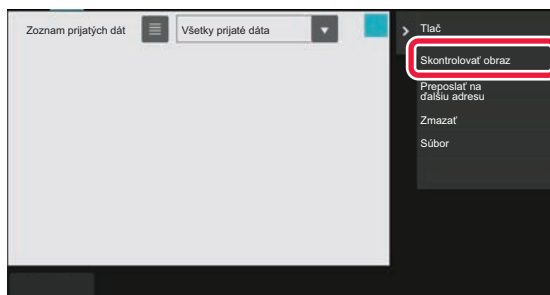 Zoznam prijatých dát
Všetky prijaté dáta
Tlač
Skontrolovať obraz
Preposlať na
ďalšiu adresu
Zmazať
Súbor